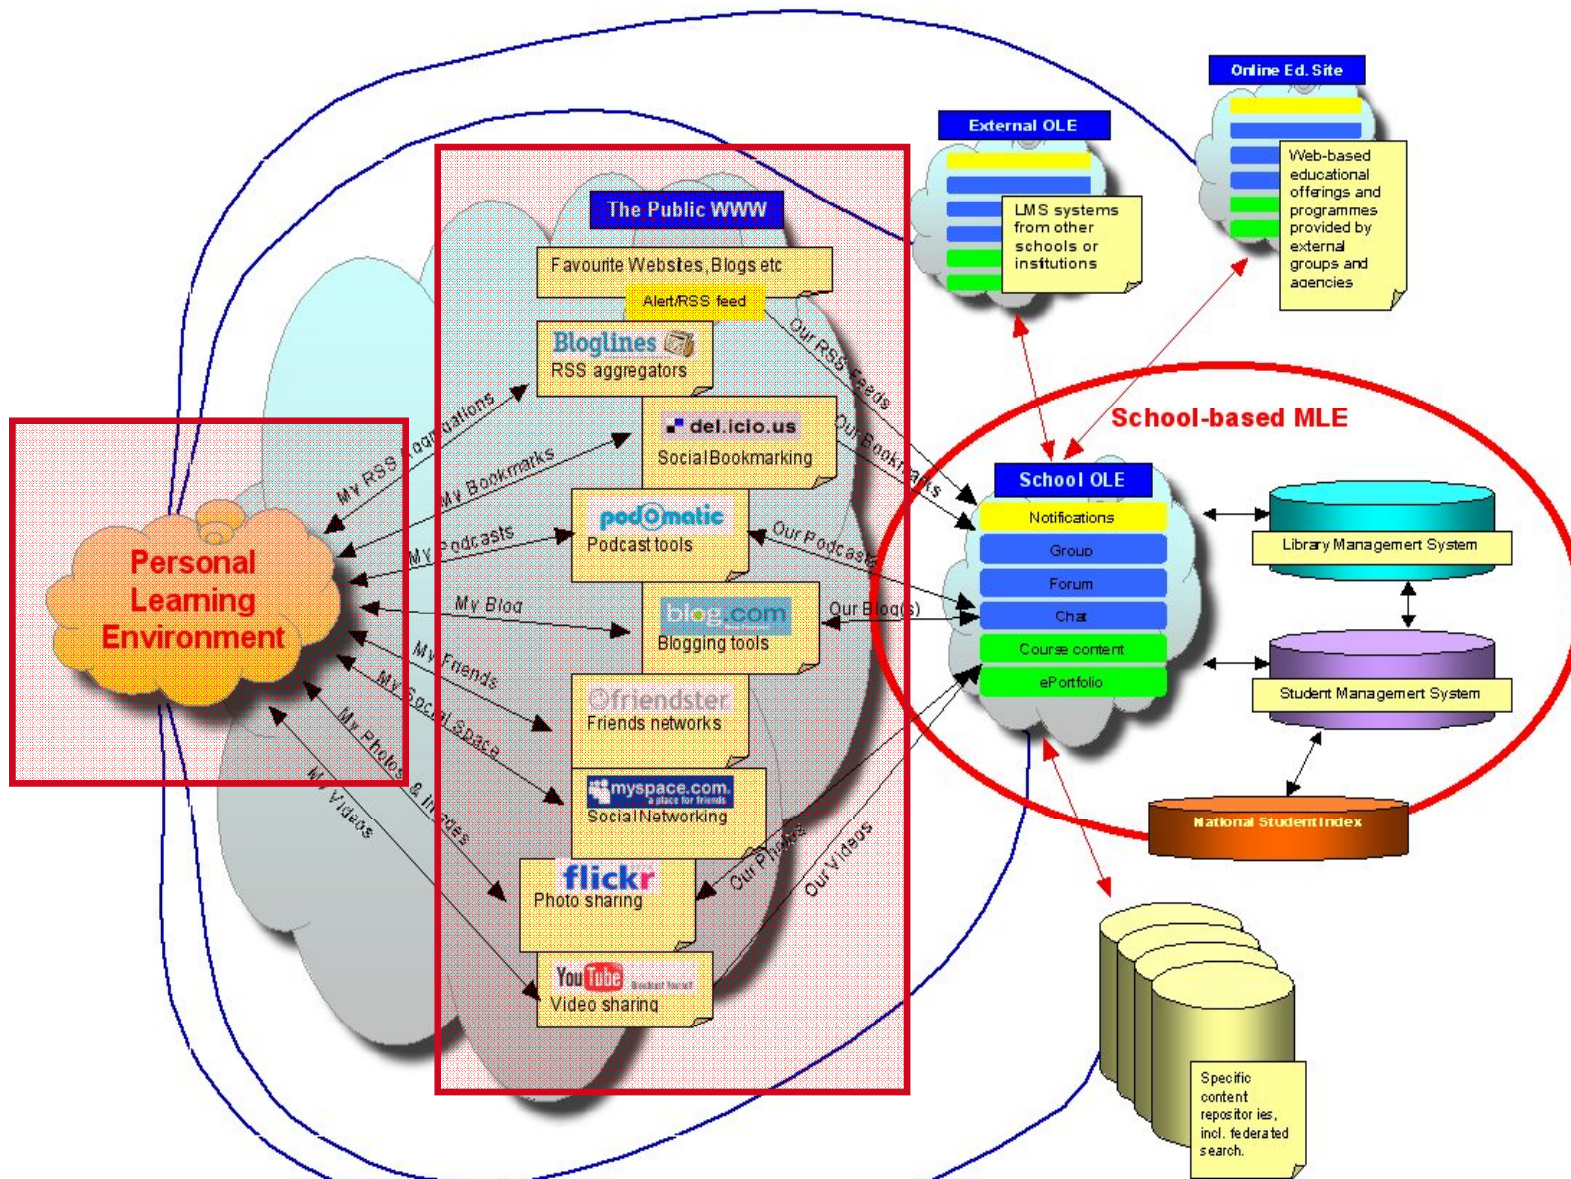 Online Ed. Site
External OLE
Web-based
educational
offerings and
programmes
provided by
external
groups and
agencies
LMS systems
from other
schools or
institutions
The Public WWW
Favourite Websites, Blogs etc
Alert/RSS feed
Bloglines
RSS aggregators
del.icio.us
Social Bookmarking
podOmatic
Podcast tools
blog.com
Blogging tools
friendster.
Friends networks
myspace.com.
a place for friends
Social Networking
flickr
Photo sharing
YouTube
Broadcast Yourself
Video sharing
Personal
Learning
Environment
My RSS
My Bookmarks
My Podcasts
My Blog
My Friends
My Social Space
My Photos & Images
My Videos
Our RSS Feeds
Our Bookmarks
Our Podcasts
Our Blog(s)
Our Photos
Our Videos
School-based MLE
School OLE
Notifications
Group
Forum
Chat
Course content
ePortfolio
Library Management System
Student Management System
National Student Index
Specific
content
repositories,
incl. federated
search.